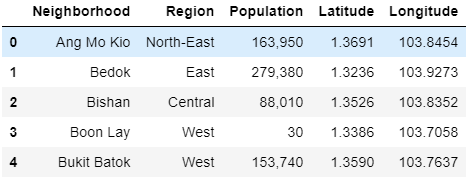 Neighborhood Region Population Latitude Longitude
0 Ang Mo Kio North-East 163,950 1.3691 103.8454
1 Bedok East 279,380 1.3236 103.9273
2 Bishan Central 88,010 1.3526 103.8352
3 Boon Lay West 30 1.3386 103.7058
4 Bukit Batok West 153,740 1.3590 103.7637